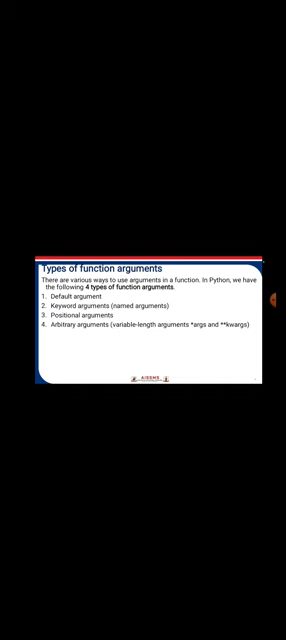 Types of function arguments
There are various ways to use arguments in a function. In Python, we have
the following 4 types of function arguments.
1. Default argument
2. Keyword arguments (named arguments)
3. Positional arguments
4. Arbitrary arguments (variable-length arguments *args and **kwargs)
AISSMS